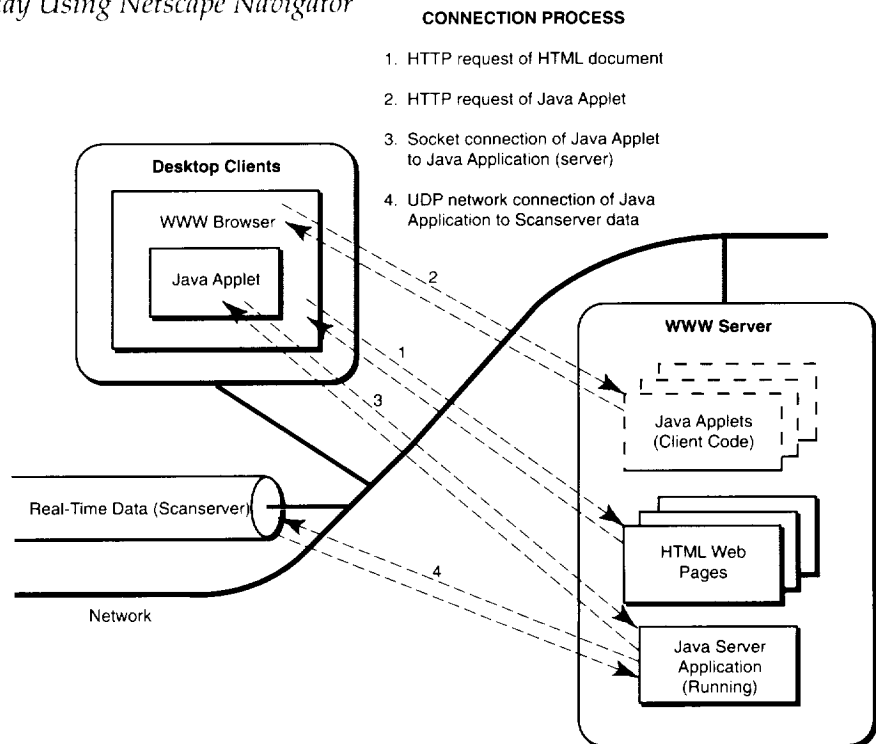 Using Netscape Navigator
CONNECTION PROCESS
1. HTTP request of HTML document
2. HTTP request of Java Applet
3. Socket connection of Java Applet
to Java Application (server)
4. UDP network connection of Java
Application to Scanserver data
Desktop Clients
WWW Browser
Java Applet
2
1
3
WWW Server
Java Applets
(Client Code)
Real-Time Data (Scanserver)
HTML Web
Pages
4
Network
Java Server
Application
(Running)